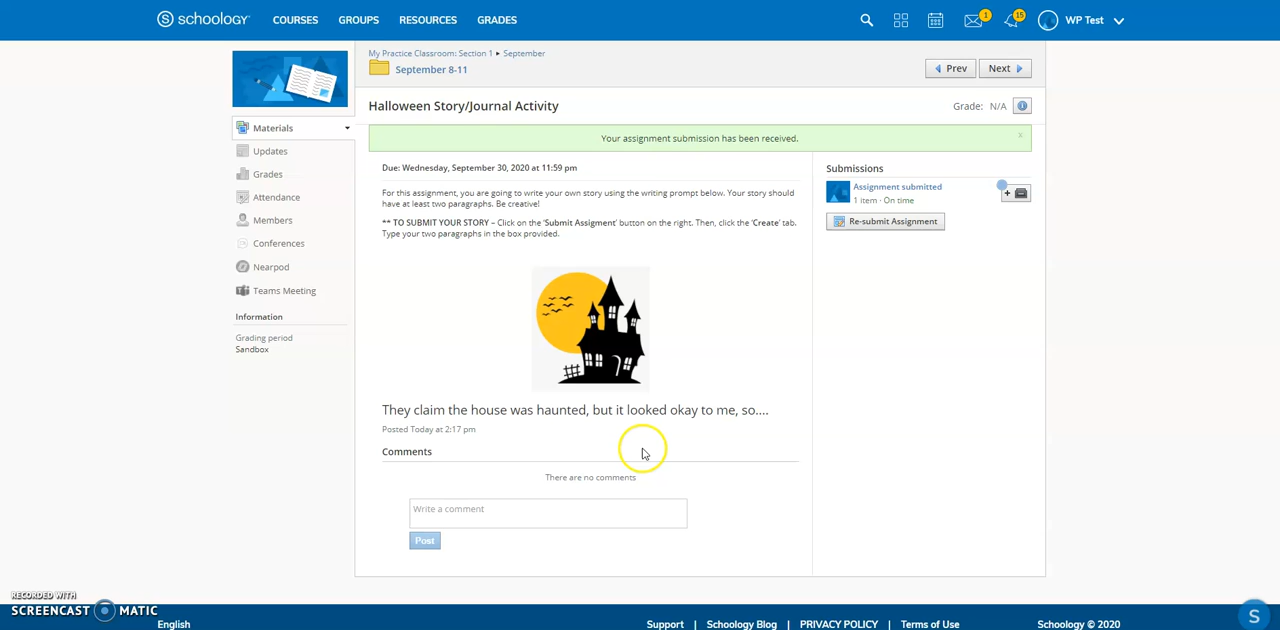 schoology COURSES GROUPS RESOURCES GRADES 1 15 WP Test
My Practice Classroom: Section 1 ▸ September
September 8-11
Prev Next
Halloween Story/Journal Activity
Grade: N/A
Your assignment submission has been received.
x
Materials
Updates
Grades
Attendance
Members
Conferences
Nearpod
Teams Meeting
Information
Grading period
Sandbox
Due: Wednesday, September 30, 2020 at 11:59 pm
For this assignment, you are going to write your own story using the writing prompt below. Your story should
have at least two paragraphs. Be creative!
** TO SUBMIT YOUR STORY – Click on the 'Submit Assigment' button on the right. Then, click the 'Create' tab.
Type your two paragraphs in the box provided.
They claim the house was haunted, but it looked okay to me, so....
Posted Today at 2:17 pm
Comments
There are no comments
Write a comment
Post
Submissions
Assignment submitted
1 item · On time
Re-submit Assignment
RECORDED WITH
SCREENCAST MATIC
English
Support | Schoology Blog | PRIVACY POLICY | Terms of Use
Schoology © 2020
S